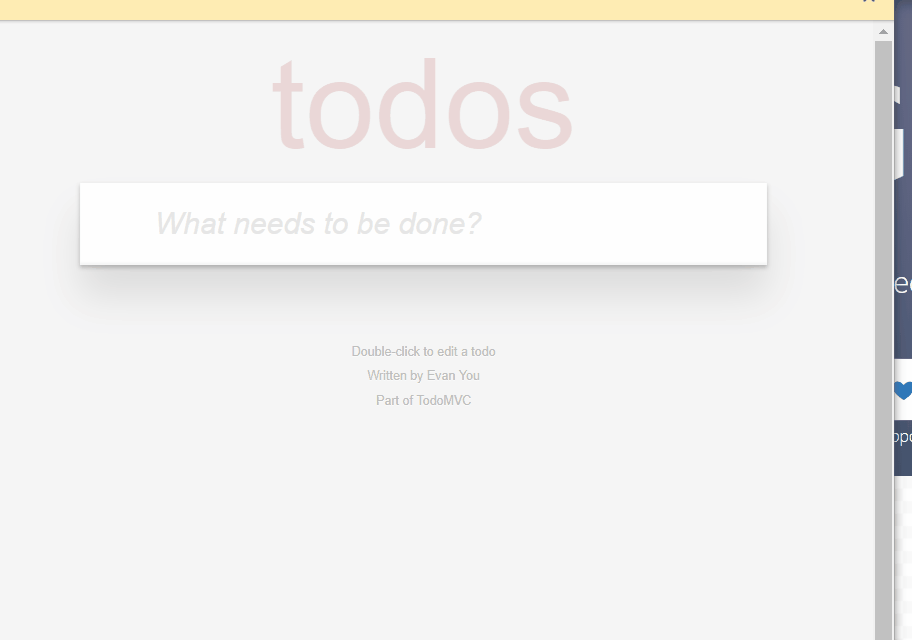 todos
What needs to be done?
Double-click to edit a todo
Written by Evan You
Part of TodoMVC